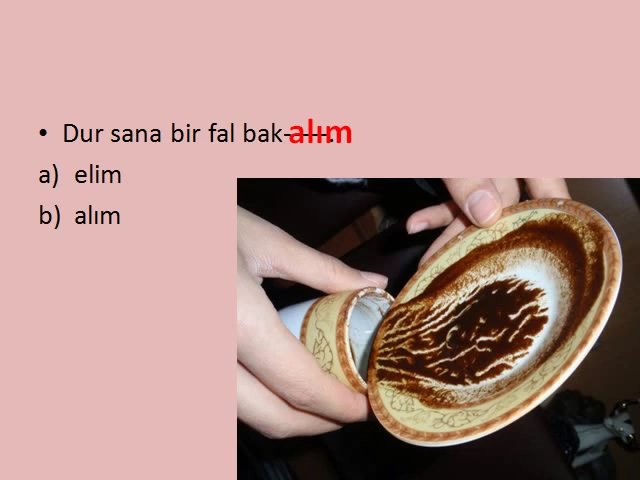 • Dur sana bir fal bak-alım.
a) elim
b) alım